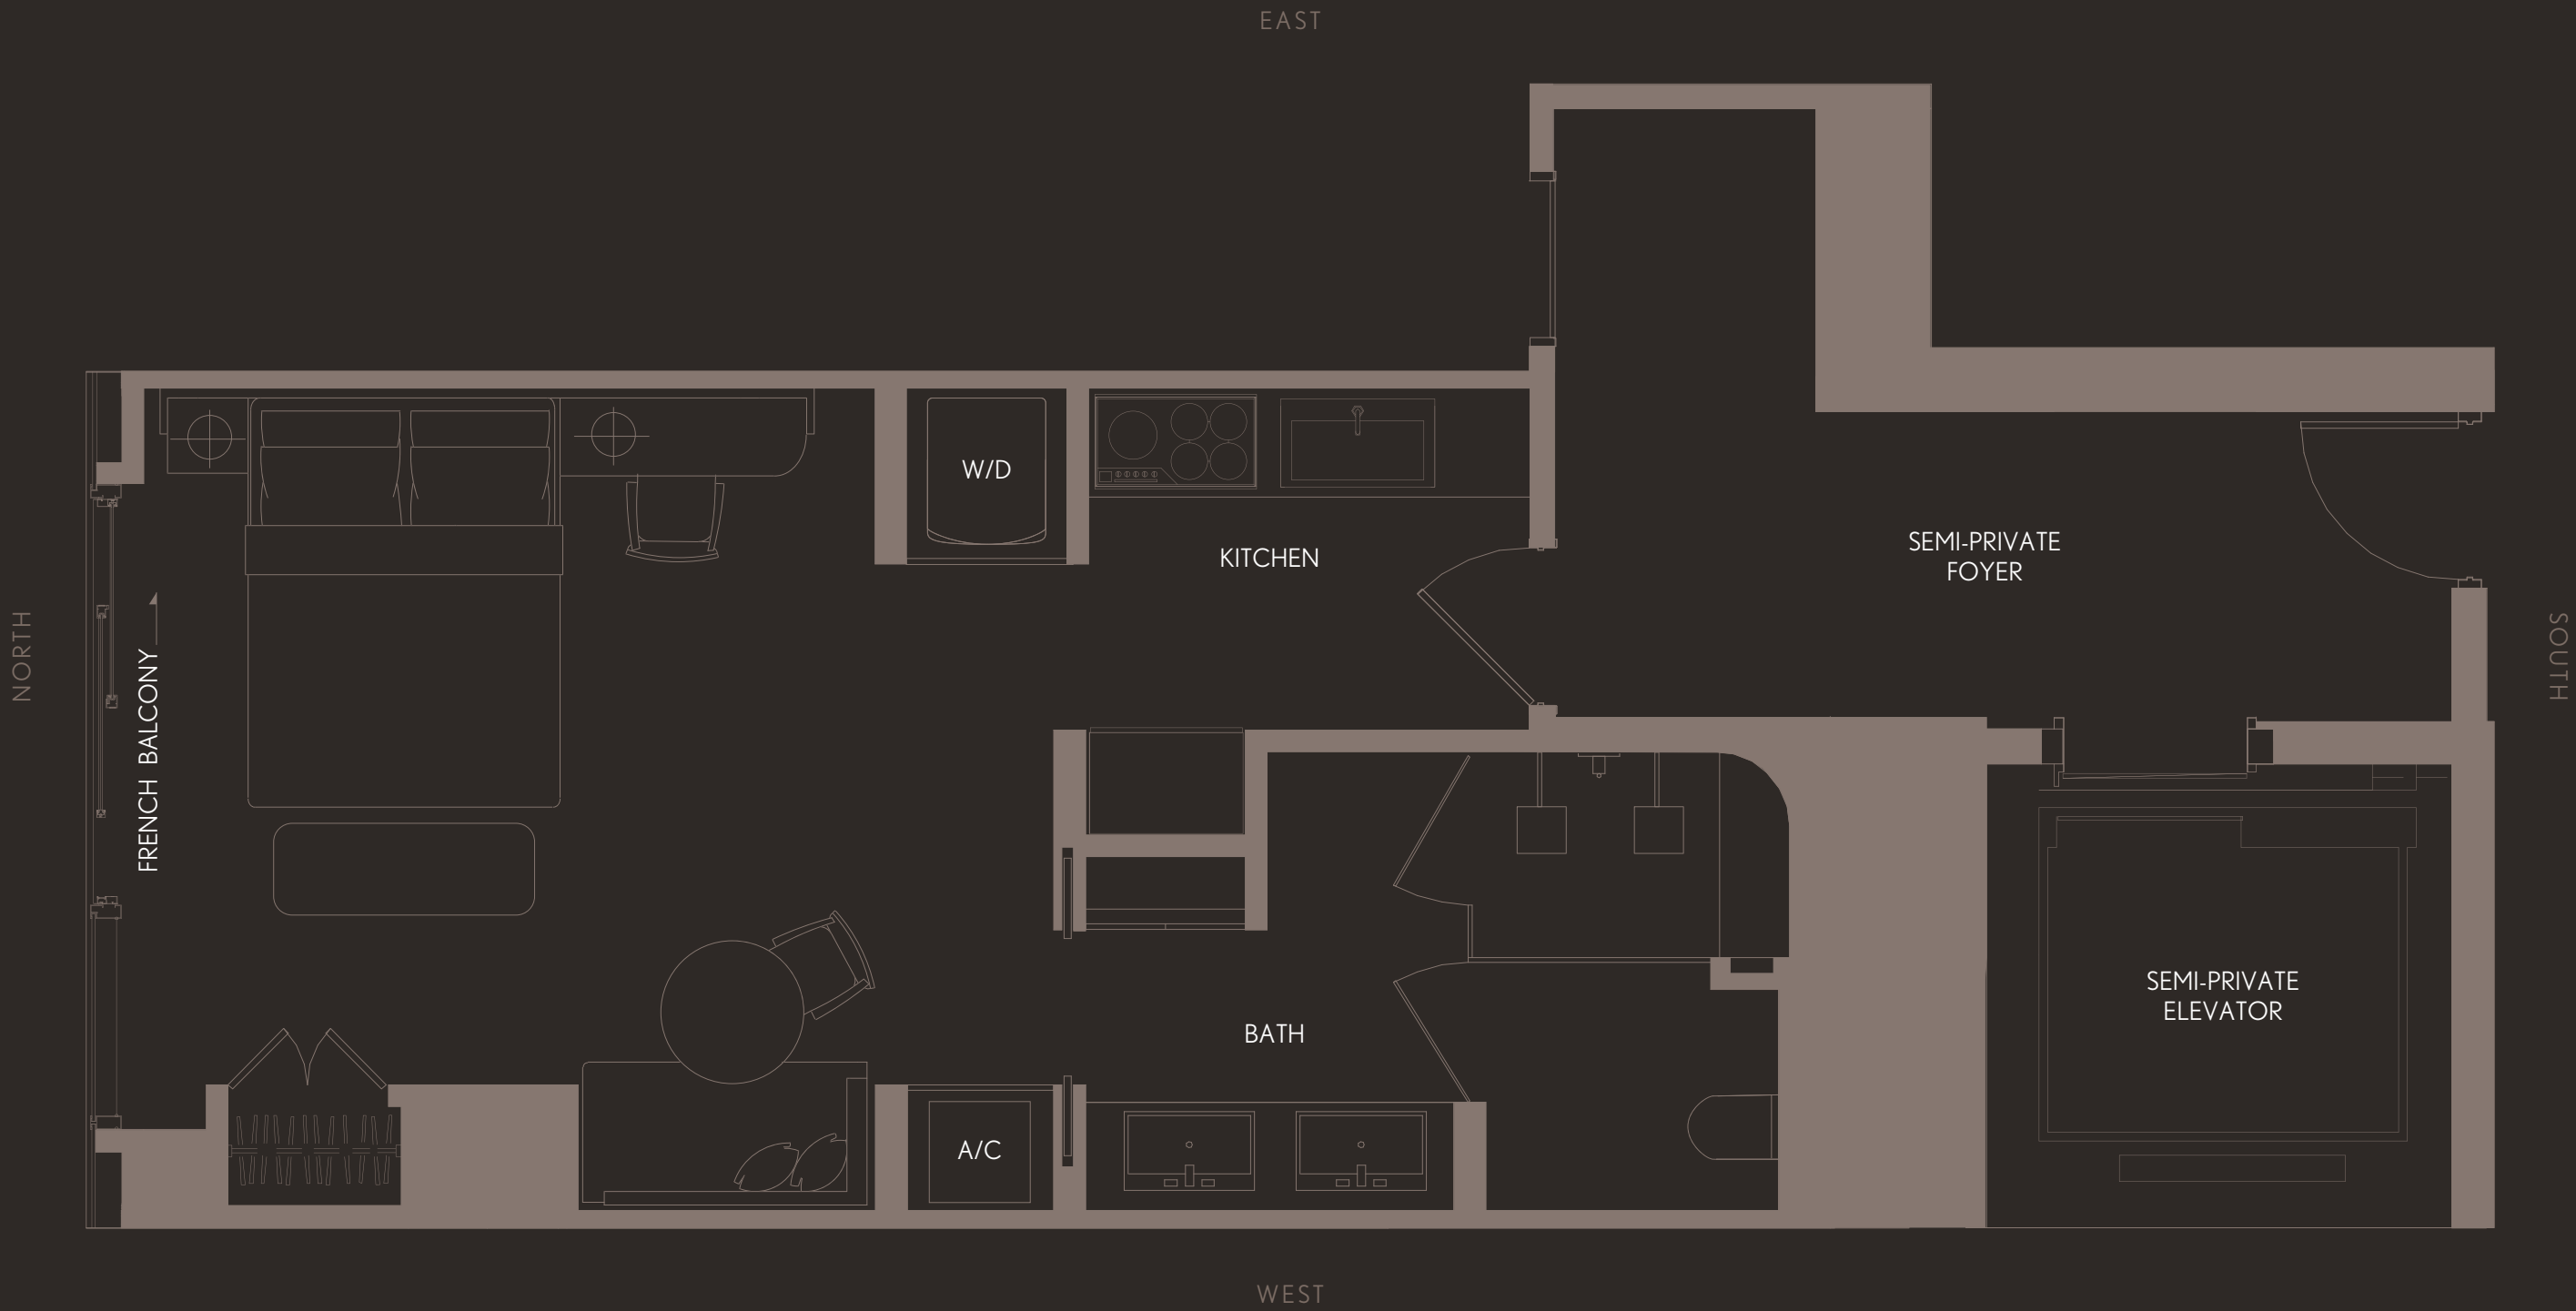 EAST
W/D
KITCHEN
SEMI-PRIVATE
FOYER
NORTH
SOUTH
FRENCH BALCONY
SEMI-PRIVATE
ELEVATOR
BATH
A/C
WEST